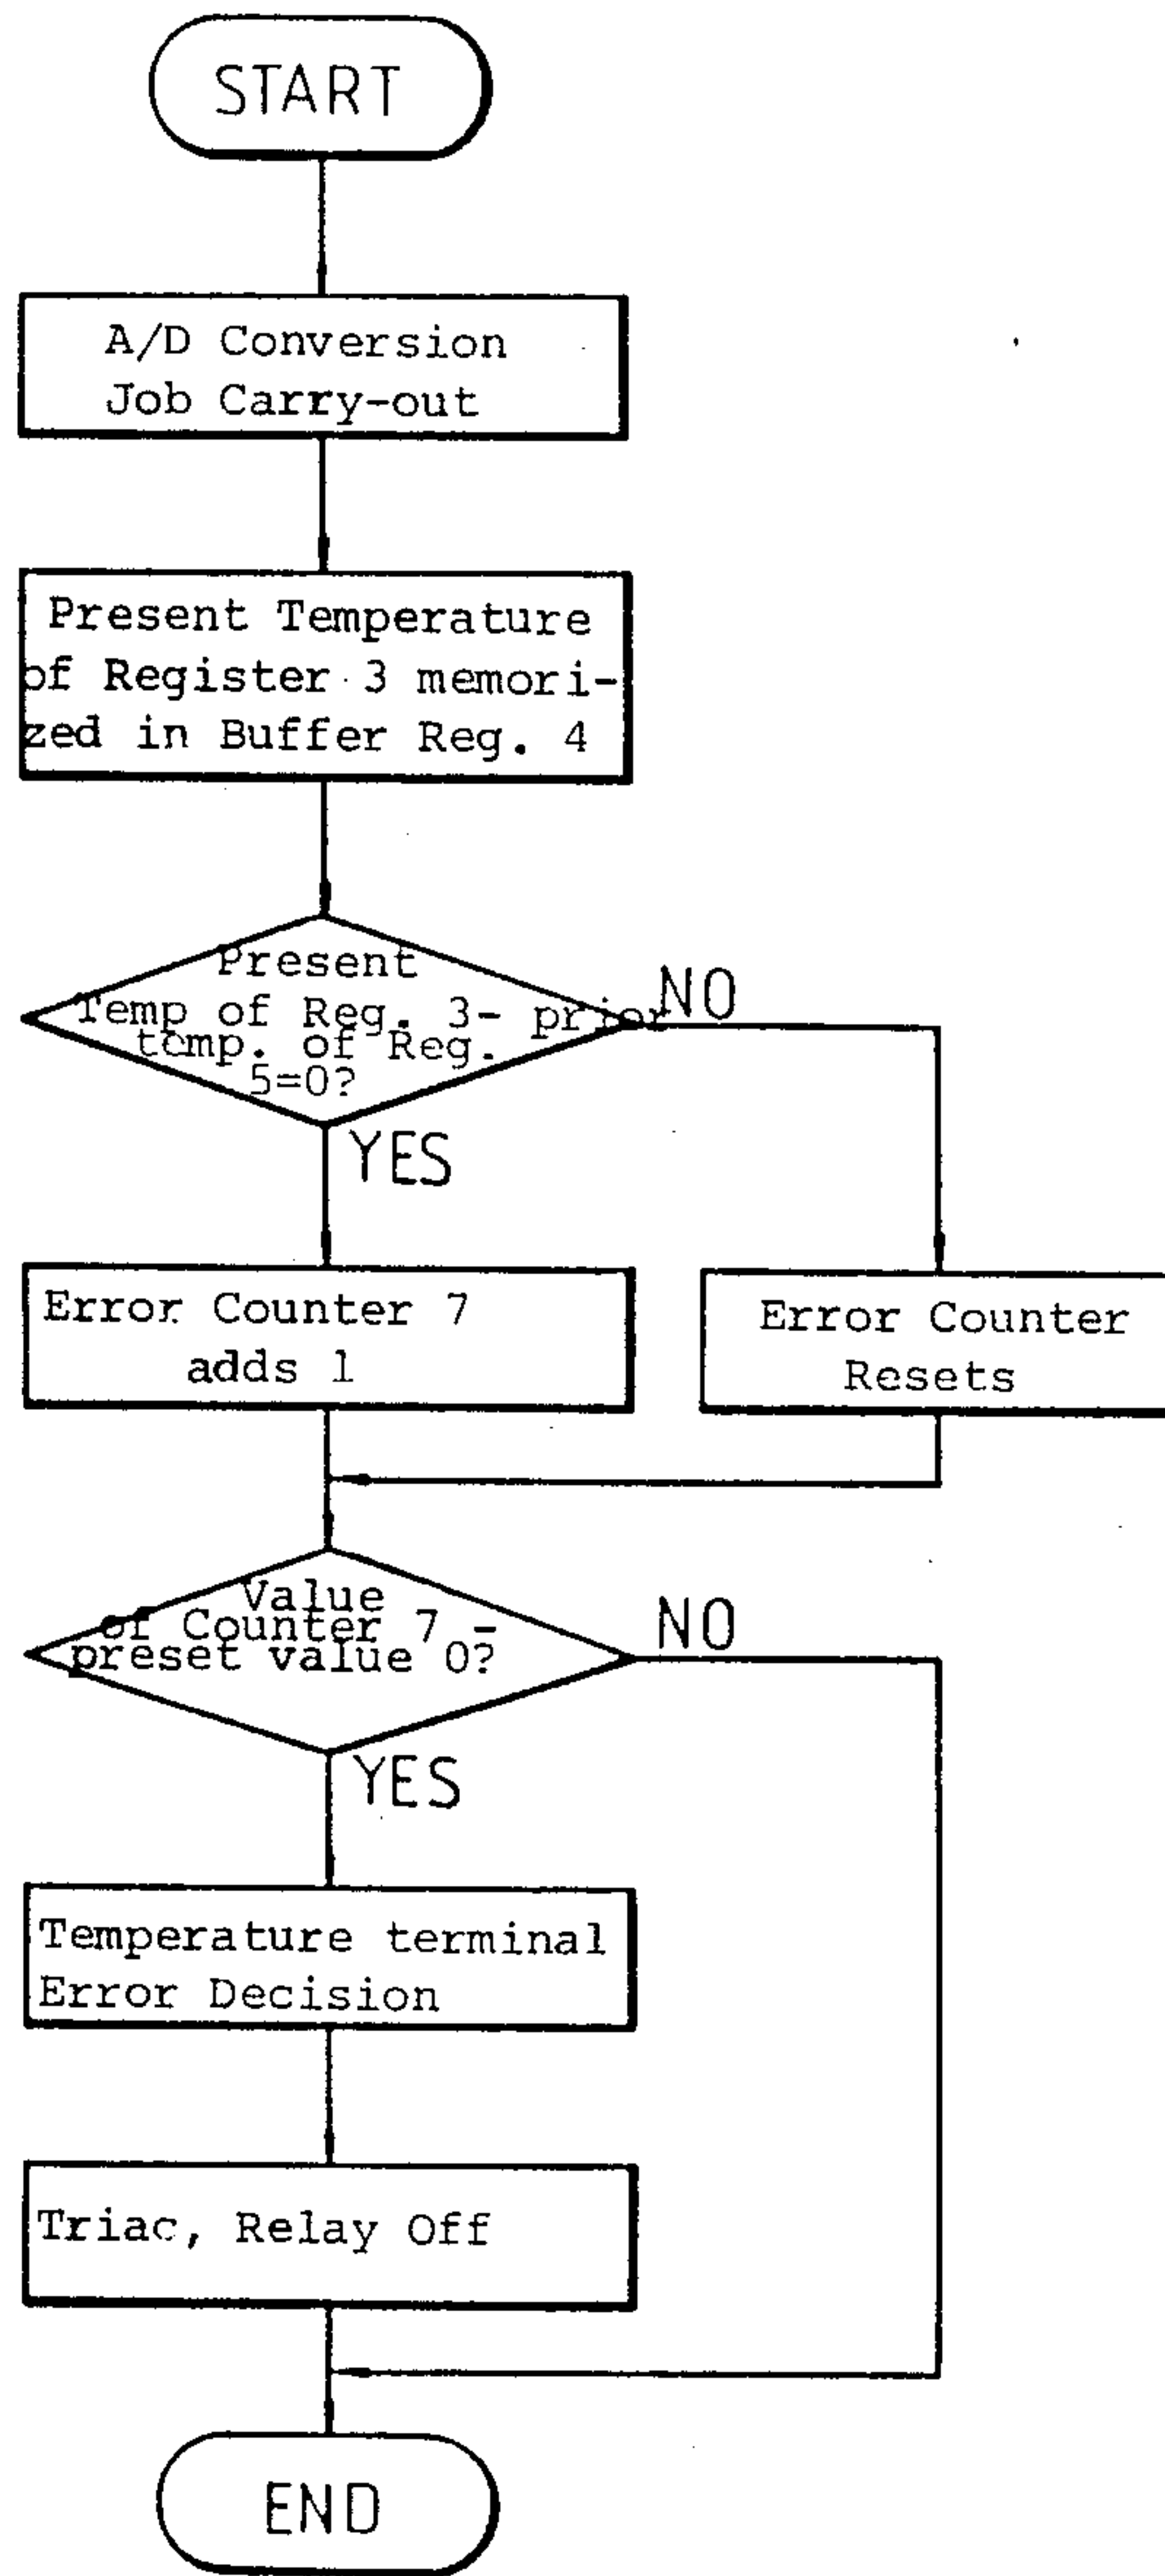 START
A/D Conversion
Job Carry-out
Present Temperature
of Register 3 memori-
zed in Buffer Reg. 4
Present
Temp of Reg. 3- prior
temp. of Reg.
5=0?
NO
YES
Error Counter 7
adds 1
Error Counter
Resets
Value
of Counter 7 -
preset value 0?
NO
YES
Temperature terminal
Error Decision
Triac, Relay Off
END